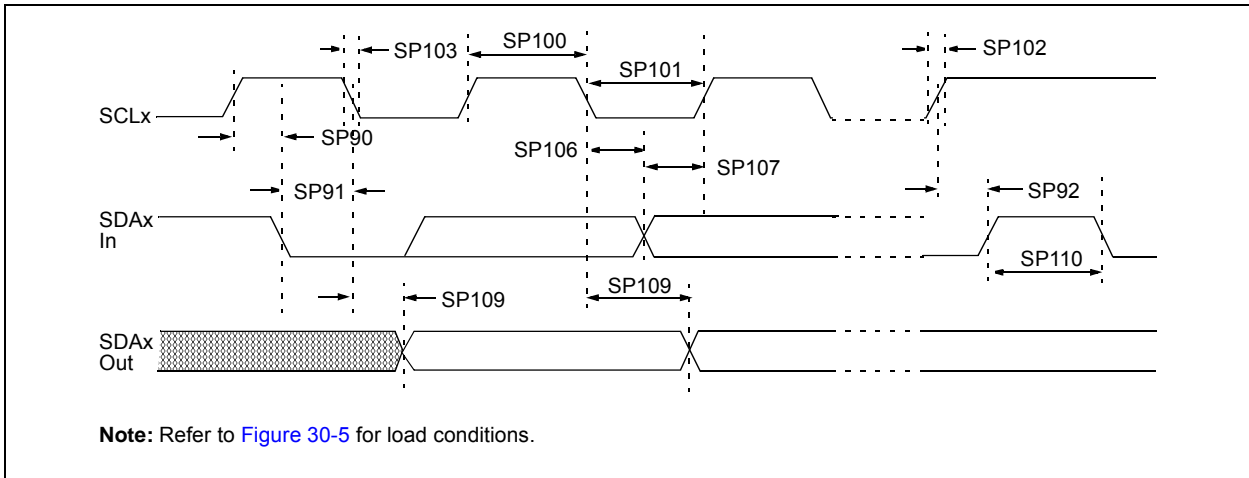 SP103
SP100
SP102
SP101
SCLx
SP90
SP106
SP107
SP91
SP92
SDAx
In
SP110
SP109
SP109
SDAx
Out
Note: Refer to Figure 30-5 for load conditions.